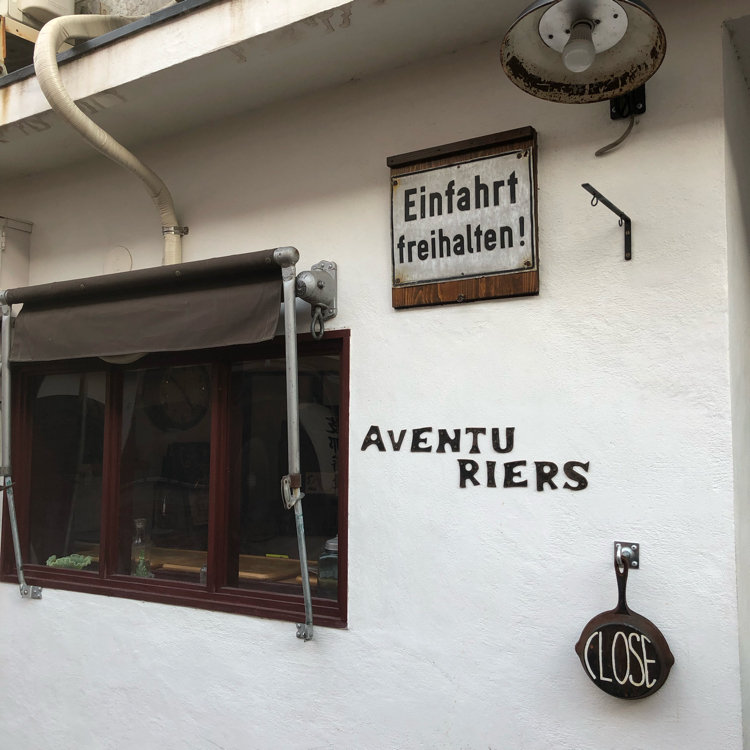 Einfahrt
freihalten!
AVENTU
RIERS
CLOSE